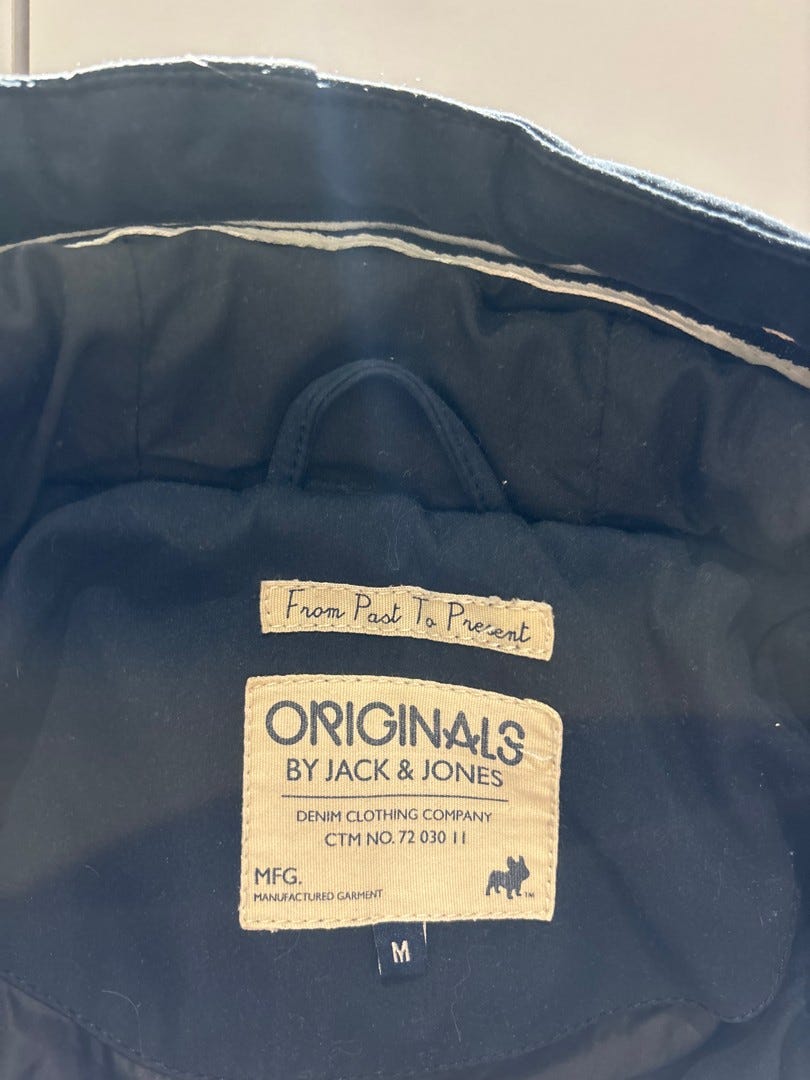 From Past To Present
ORIGINALS
BY JACK & JONES
DENIM CLOTHING COMPANY
CTM NO. 72 030 11
MFG.
MANUFACTURED GARMENT
TM
M